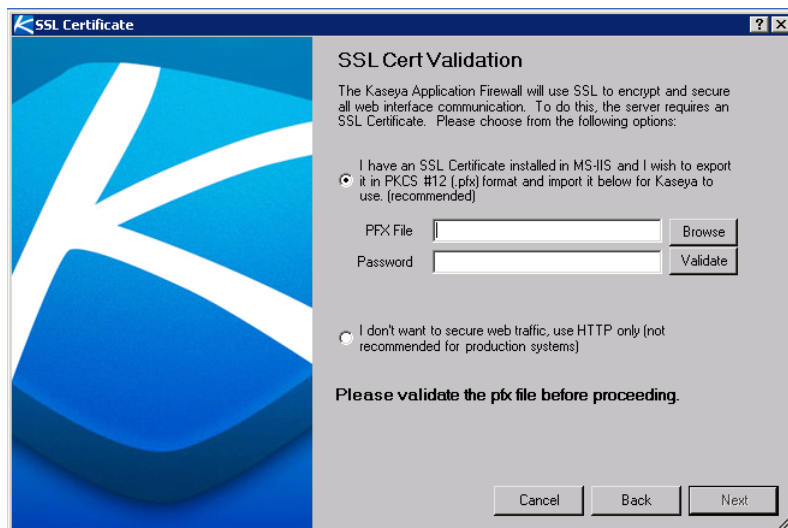 SSL Certificate
SSL Cert Validation
The Kaseya Application Firewall will use SSL to encrypt and secure
all web interface communication. To do this, the server requires an
SSL Certificate. Please choose from the following options:
I have an SSL Certificate installed in MS-IIS and I wish to export
it in PKCS #12 (.pfx) format and import it below for Kaseya to
use. (recommended)
PFX File
Browse
Password
Validate
I don't want to secure web traffic, use HTTP only (not
recommended for production systems)
Please validate the pfx file before proceeding.
Cancel
Back
Next